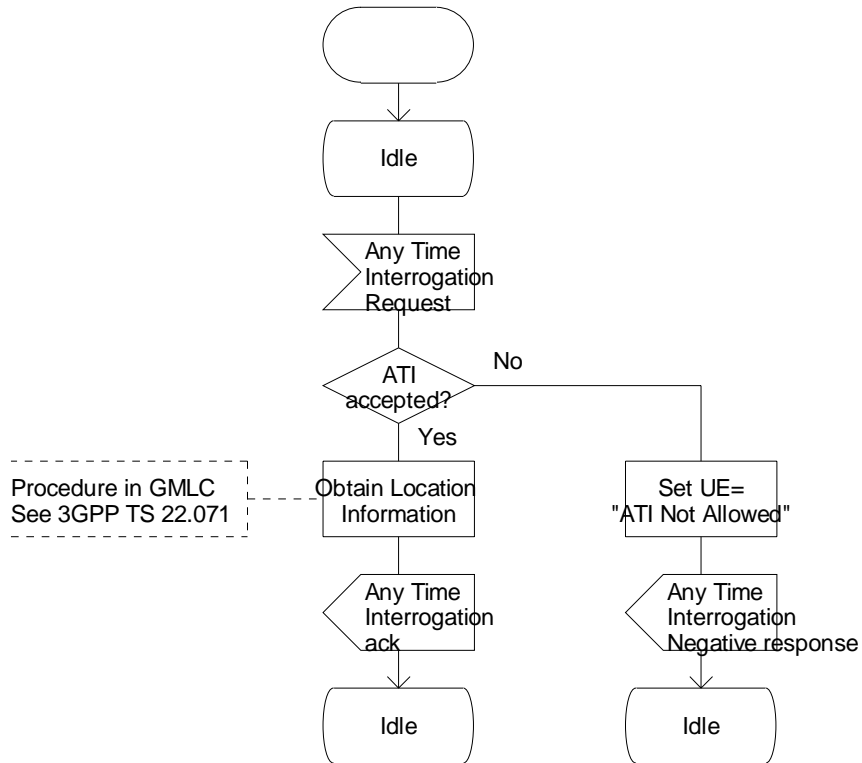 Idle
Any Time
Interrogation
Request
ATI
accepted?
No
Yes
Procedure in GMLC
See 3GPP TS 22.071
Obtain Location
Information
Set UE=
"ATI Not Allowed"
Any Time
Interrogation
ack
Any Time
Interrogation
Negative response
Idle
Idle